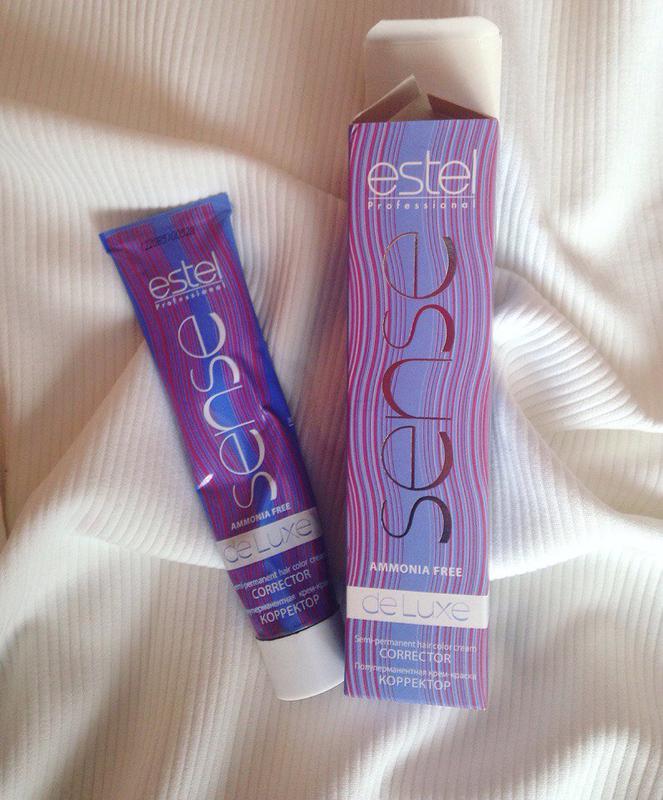 estel
Professional
sense
AMMONIA FREE
de Luxe
Semi-permanent hair color cream
CORRECTOR
Полуперманентная крем-краска
КОРРЕКТОР
estel
Professional
sense
AMMONIA FREE
de Luxe
Semi-permanent hair color cream
CORRECTOR
Полуперманентная крем-краска
КОРРЕКТОР